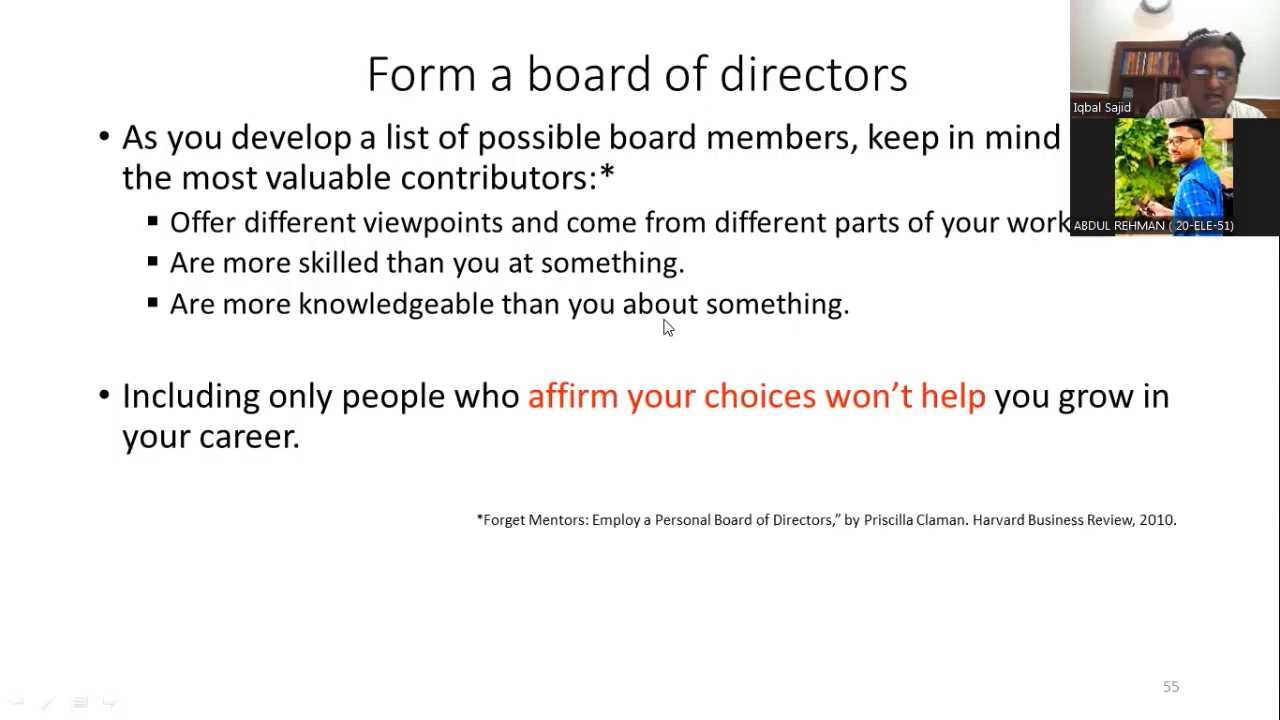 Form a board of directors
• As you develop a list of possible board members, keep in mind
the most valuable contributors:*
▪ Offer different viewpoints and come from different parts of your work
▪ Are more skilled than you at something.
▪ Are more knowledgeable than you about something.
• Including only people who affirm your choices won't help you grow in
your career.
*Forget Mentors: Employ a Personal Board of Directors,” by Priscilla Claman. Harvard Business Review, 2010.
55
Iqbal Sajid
ABDUL REHMAN ( 20-ELE-51)